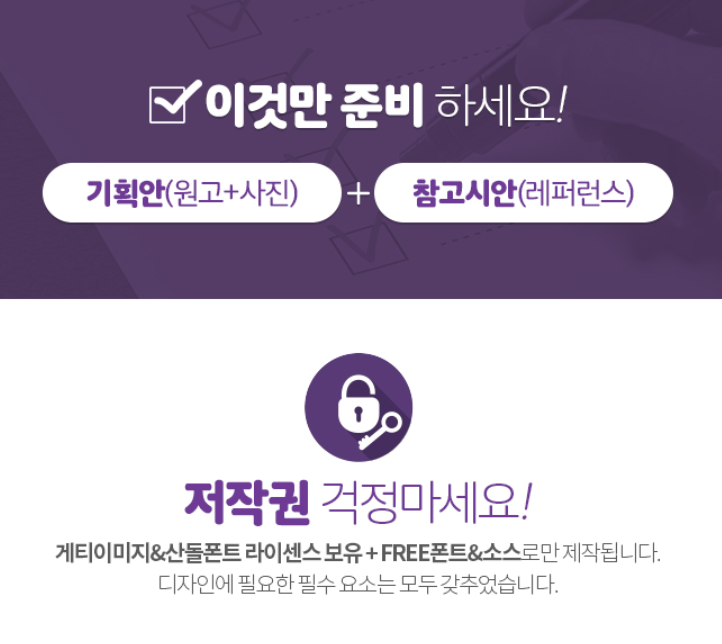 이것만 준비 하세요!
기획안(원고+사진) + 참고시안(레퍼런스)
저작권 걱정마세요!
게티이미지&산돌폰트 라이센스 보유 + FREE폰트&소스로만 제작됩니다.
디자인에 필요한 필수 요소는 모두 갖추었습니다.